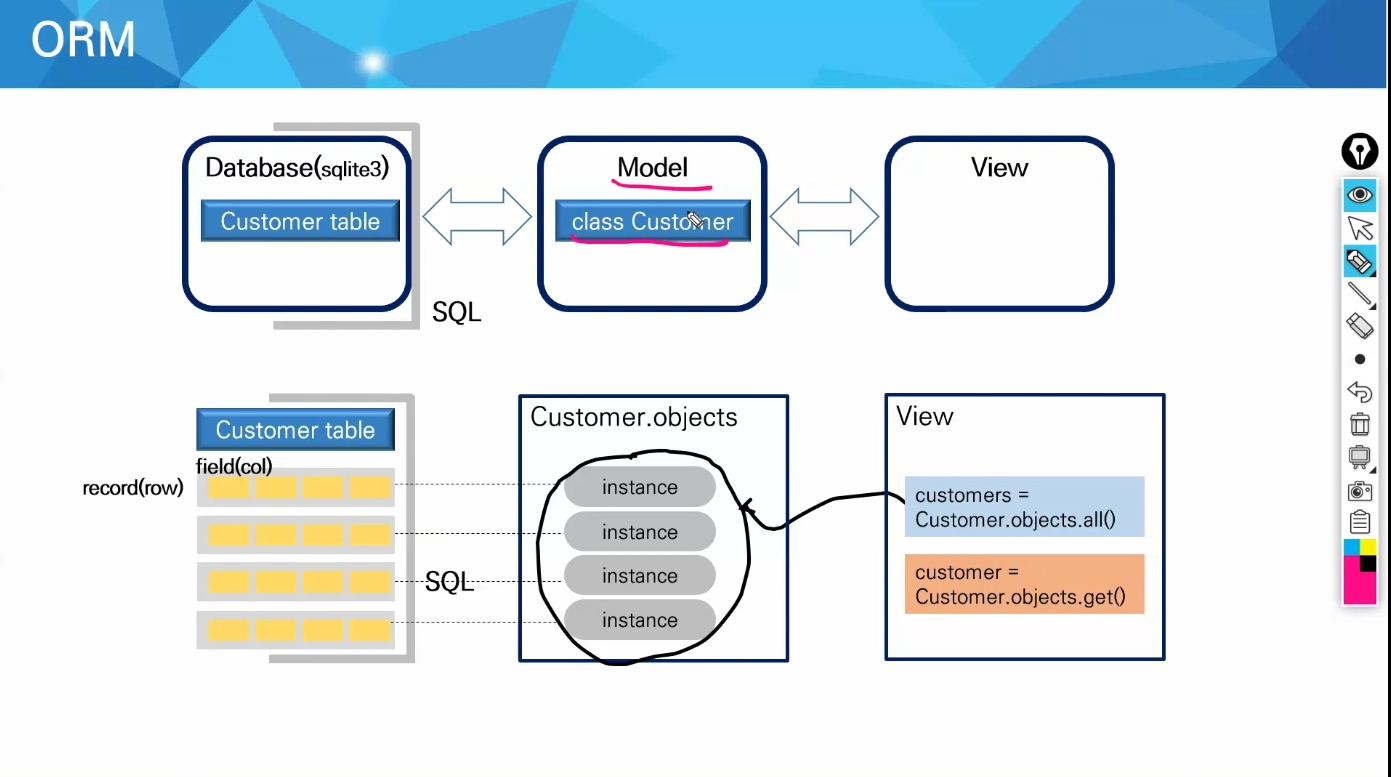 ORM
Database(sqlite3)
Customer table
SQL
Model
class Customer
View
Customer table
field(col)
record(row)
SQL
Customer.objects
instance
instance
instance
instance
View
customers =
Customer.objects.all()
customer =
Customer.objects.get()